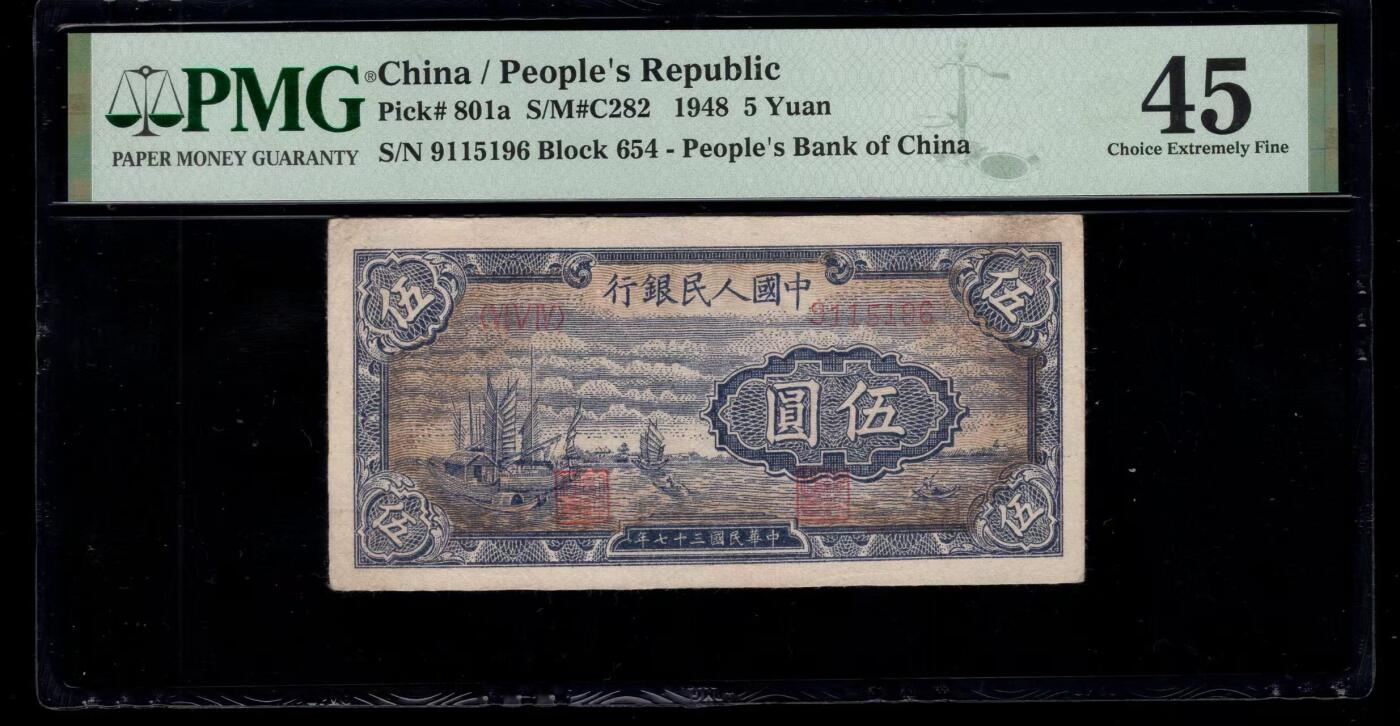 PMG®
PAPER MONEY GUARANTY
China / People's Republic
Pick# 801a S/M#C282 1948 5 Yuan
S/N 9115196 Block 654 - People's Bank of China
45
Choice Extremely Fine
行銀民人國中
伍
伍
(VIVIV)
9115196
圓伍
伍
伍
年七十三國民華中